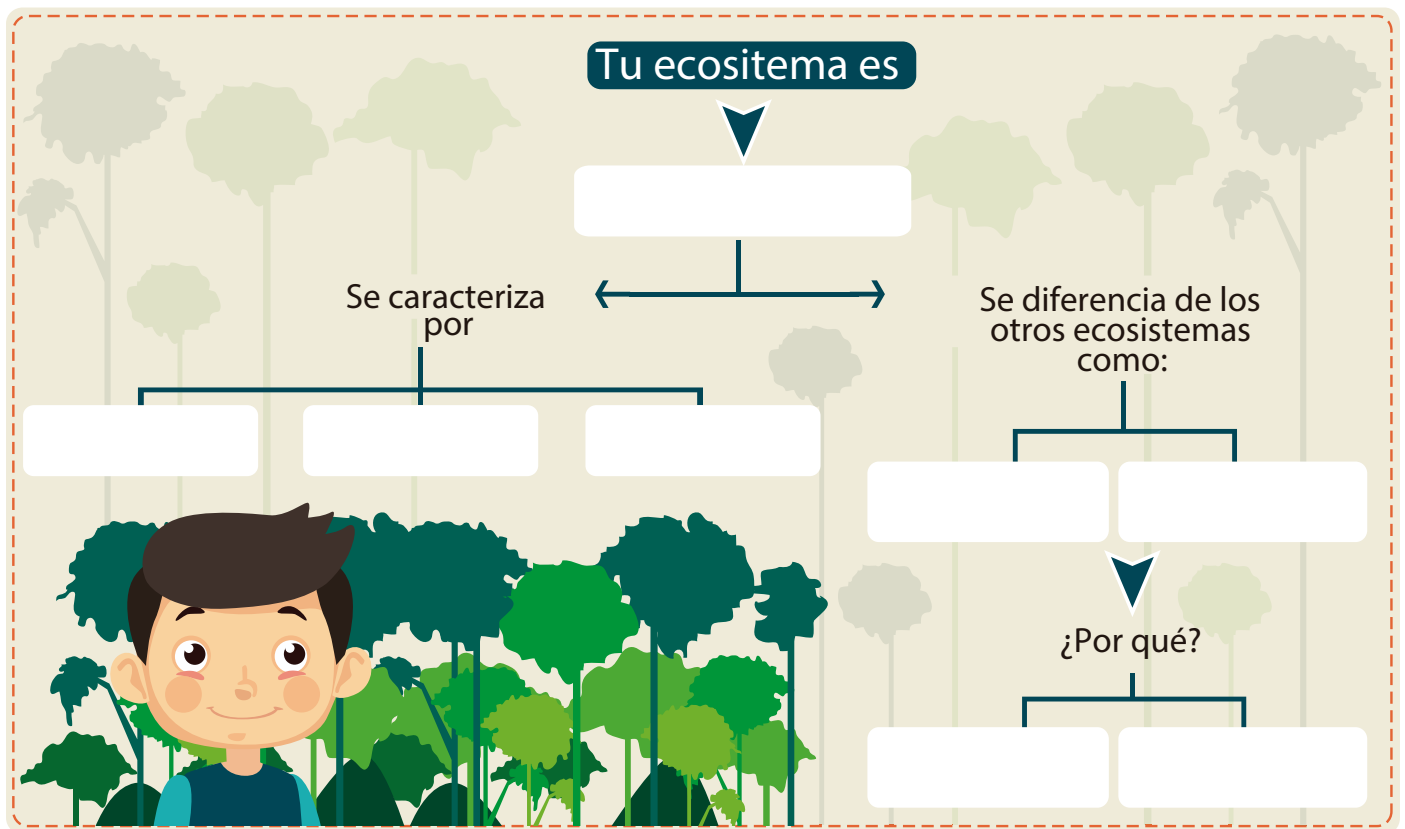 Tu ecositema es
Se caracteriza
por
Se diferencia de los
otros ecosistemas
como:
¿Por qué?